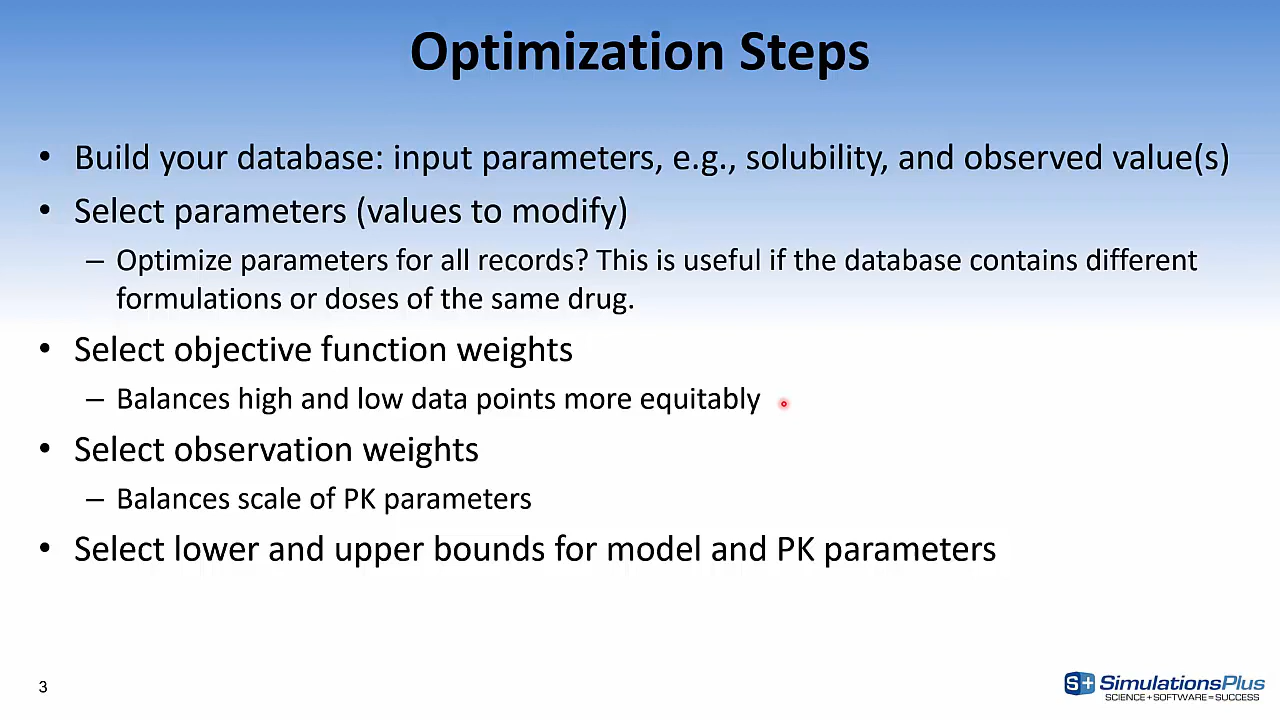 Optimization Steps
• Build your database: input parameters, e.g., solubility, and observed value(s)
• Select parameters (values to modify)
– Optimize parameters for all records? This is useful if the database contains different
formulations or doses of the same drug.
• Select objective function weights
– Balances high and low data points more equitably
• Select observation weights
– Balances scale of PK parameters
• Select lower and upper bounds for model and PK parameters
3
S+ SimulationsPlus
SCIENCE+SOFTWARE=SUCCESS